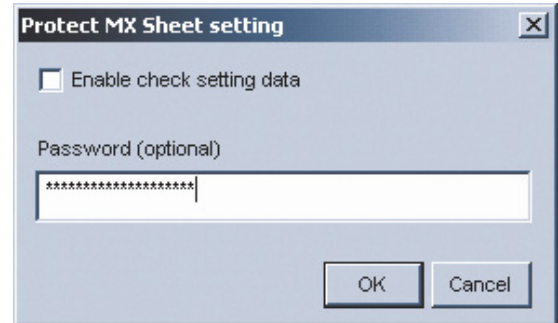 Protect MX Sheet setting
Enable check setting data
Password (optional)
********************
OK
Cancel